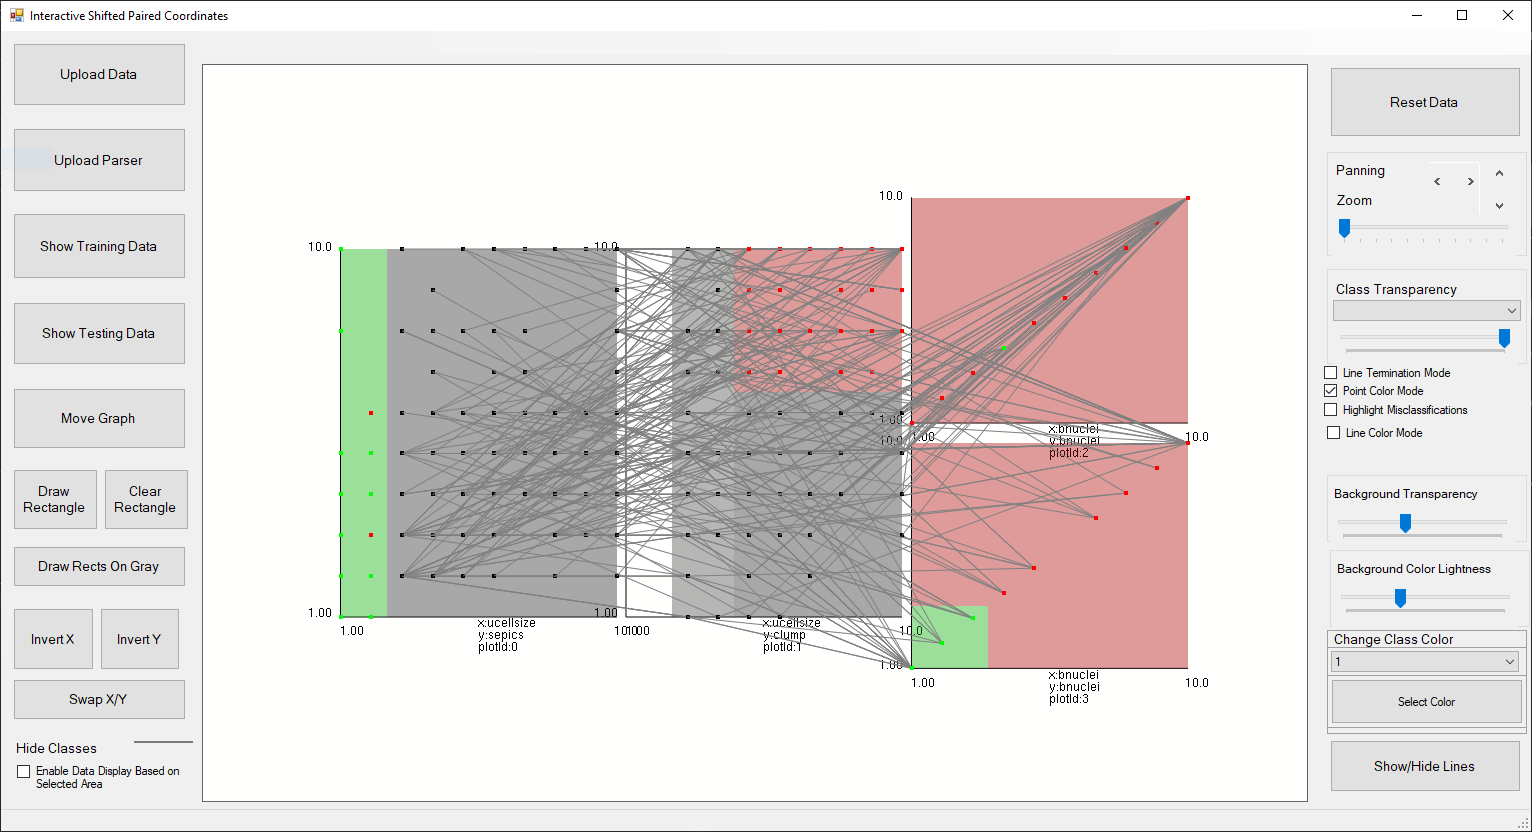 Interactive Shifted Paired Coordinates
Upload Data
Upload Parser
Show Training Data
Show Testing Data
Move Graph
Draw
Rectangle
Clear
Rectangle
Draw Rects On Gray
Invert X
Invert Y
Swap X/Y
Hide Classes
Enable Data Display Based on
Selected Area
10.0
1.00
1.00
x:ucellsize
y:sepics
plotId:0
10.0
1.00
x:ucellsize
y:clump
plotId:1
10.0
10.0
1.00
1.00
x:bnuclei
y:bnuclei
plotId:2
10.0
10.0
1.00
1.00
x:bnuclei
y:bnuclei
plotId:3
10.0
Reset Data
Panning
< >
Zoom
Class Transparency
Line Termination Mode
Point Color Mode
Highlight Misclassifications
Line Color Mode
Background Transparency
Background Color Lightness
Change Class Color
1
Select Color
Show/Hide Lines